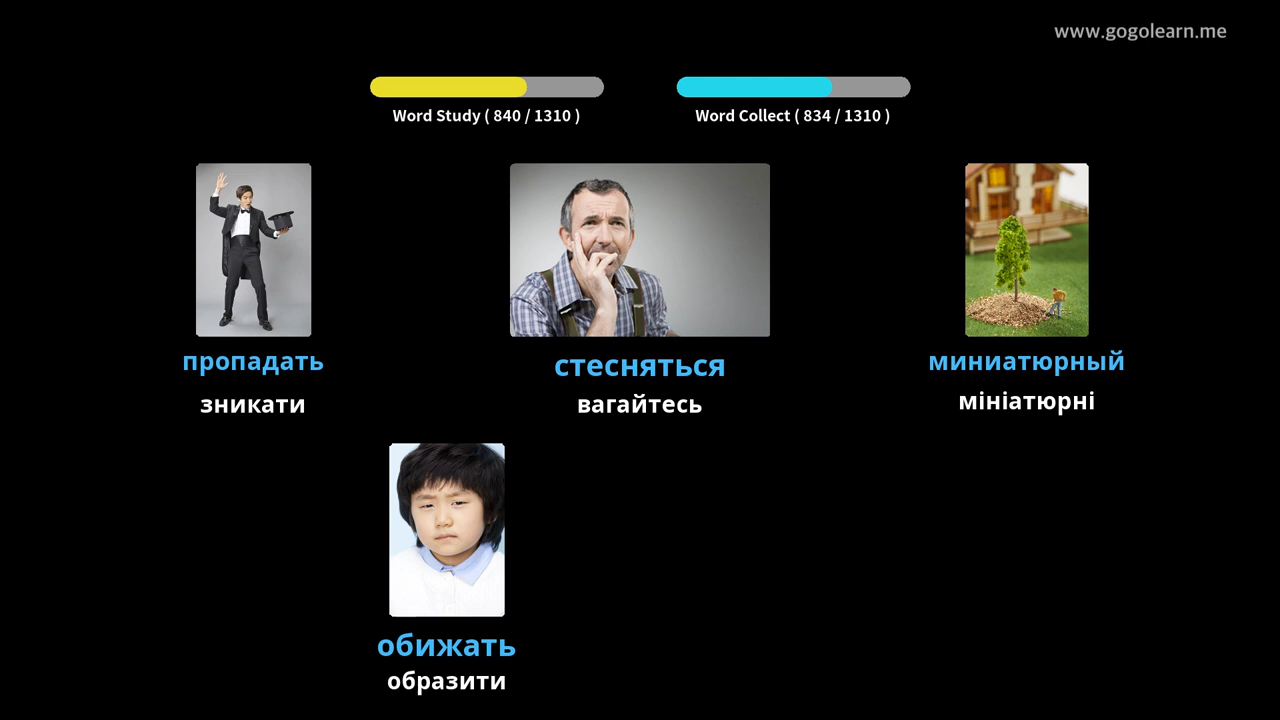 www.gogolearn.me
Word Study ( 840 / 1310 )
Word Collect ( 834 / 1310 )
пропадать
зникати
стесняться
вагайтесь
миниатюрный
мініатюрні
обижать
образити